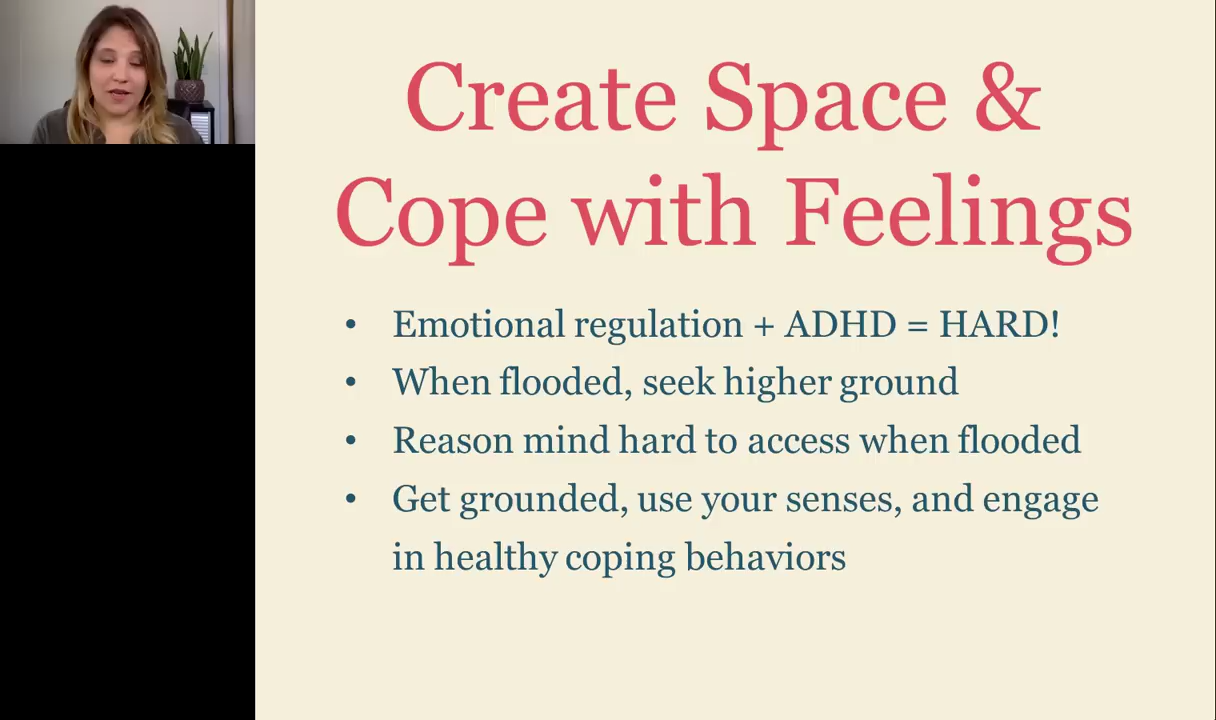 Create Space &
Cope with Feelings
• Emotional regulation + ADHD = HARD!
• When flooded, seek higher ground
• Reason mind hard to access when flooded
• Get grounded, use your senses, and engage
in healthy coping behaviors